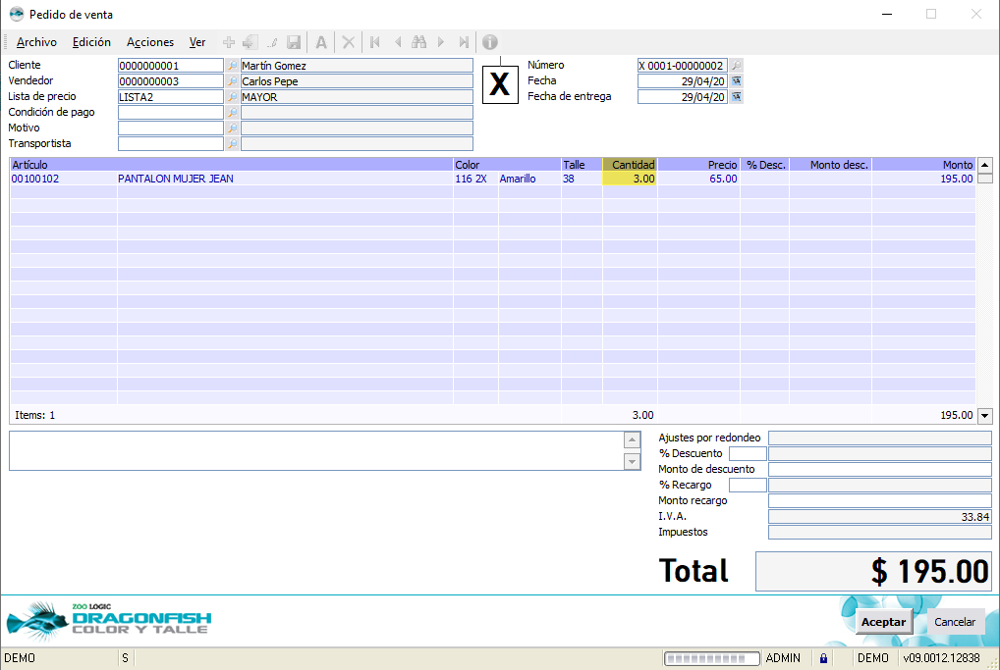 Pedido de venta
Archivo Edición Acciones Ver A
Cliente 0000000001 Martín Gomez Número X 0001-00000002
Vendedor 0000000003 Carlos Pepe X Fecha 29/04/20
Lista de precio LISTA2 MAYOR Fecha de entrega 29/04/20
Condición de pago
Motivo
Transportista
Artículo Color Talle Cantidad Precio % Desc. Monto desc. Monto
00100102 PANTALON MUJER JEAN 116 2X Amarillo 38 3.00 65.00 195.00
Items: 1 3.00 195.00
Ajustes por redondeo
% Descuento
Monto de descuento
% Recargo
Monto recargo
I.V.A. 33.84
Impuestos
Total $ 195.00
ZOO LOGIC
DRAGONFISH
COLOR Y TALLE
Aceptar Cancelar
DEMO S ADMIN DEMO v09.0012.12838